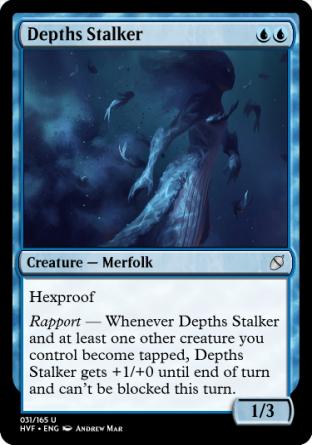 Depths Stalker
Creature — Merfolk
Hexproof
Rapport — Whenever Depths Stalker
and at least one other creature you
control become tapped, Depths
Stalker gets +1/+0 until end of turn
and can't be blocked this turn.
1/3
031/165 U
HVF • ENG Andrew Mar